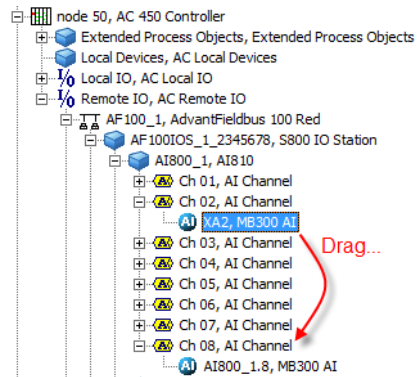 node 50, AC 450 Controller
Extended Process Objects, Extended Process Objects
Local Devices, AC Local Devices
I/O Local IO, AC Local IO
I/O Remote IO, AC Remote IO
AF100_1, AdvantFieldbus 100 Red
AF100IOS_1_2345678, S800 IO Station
AI800_1, AI810
A Ch 01, AI Channel
A Ch 02, AI Channel
AI XA2, MB300 AI
A Ch 03, AI Channel
Drag...
A Ch 04, AI Channel
A Ch 05, AI Channel
A Ch 06, AI Channel
A Ch 07, AI Channel
A Ch 08, AI Channel
AI AI800_1.8, MB300 AI